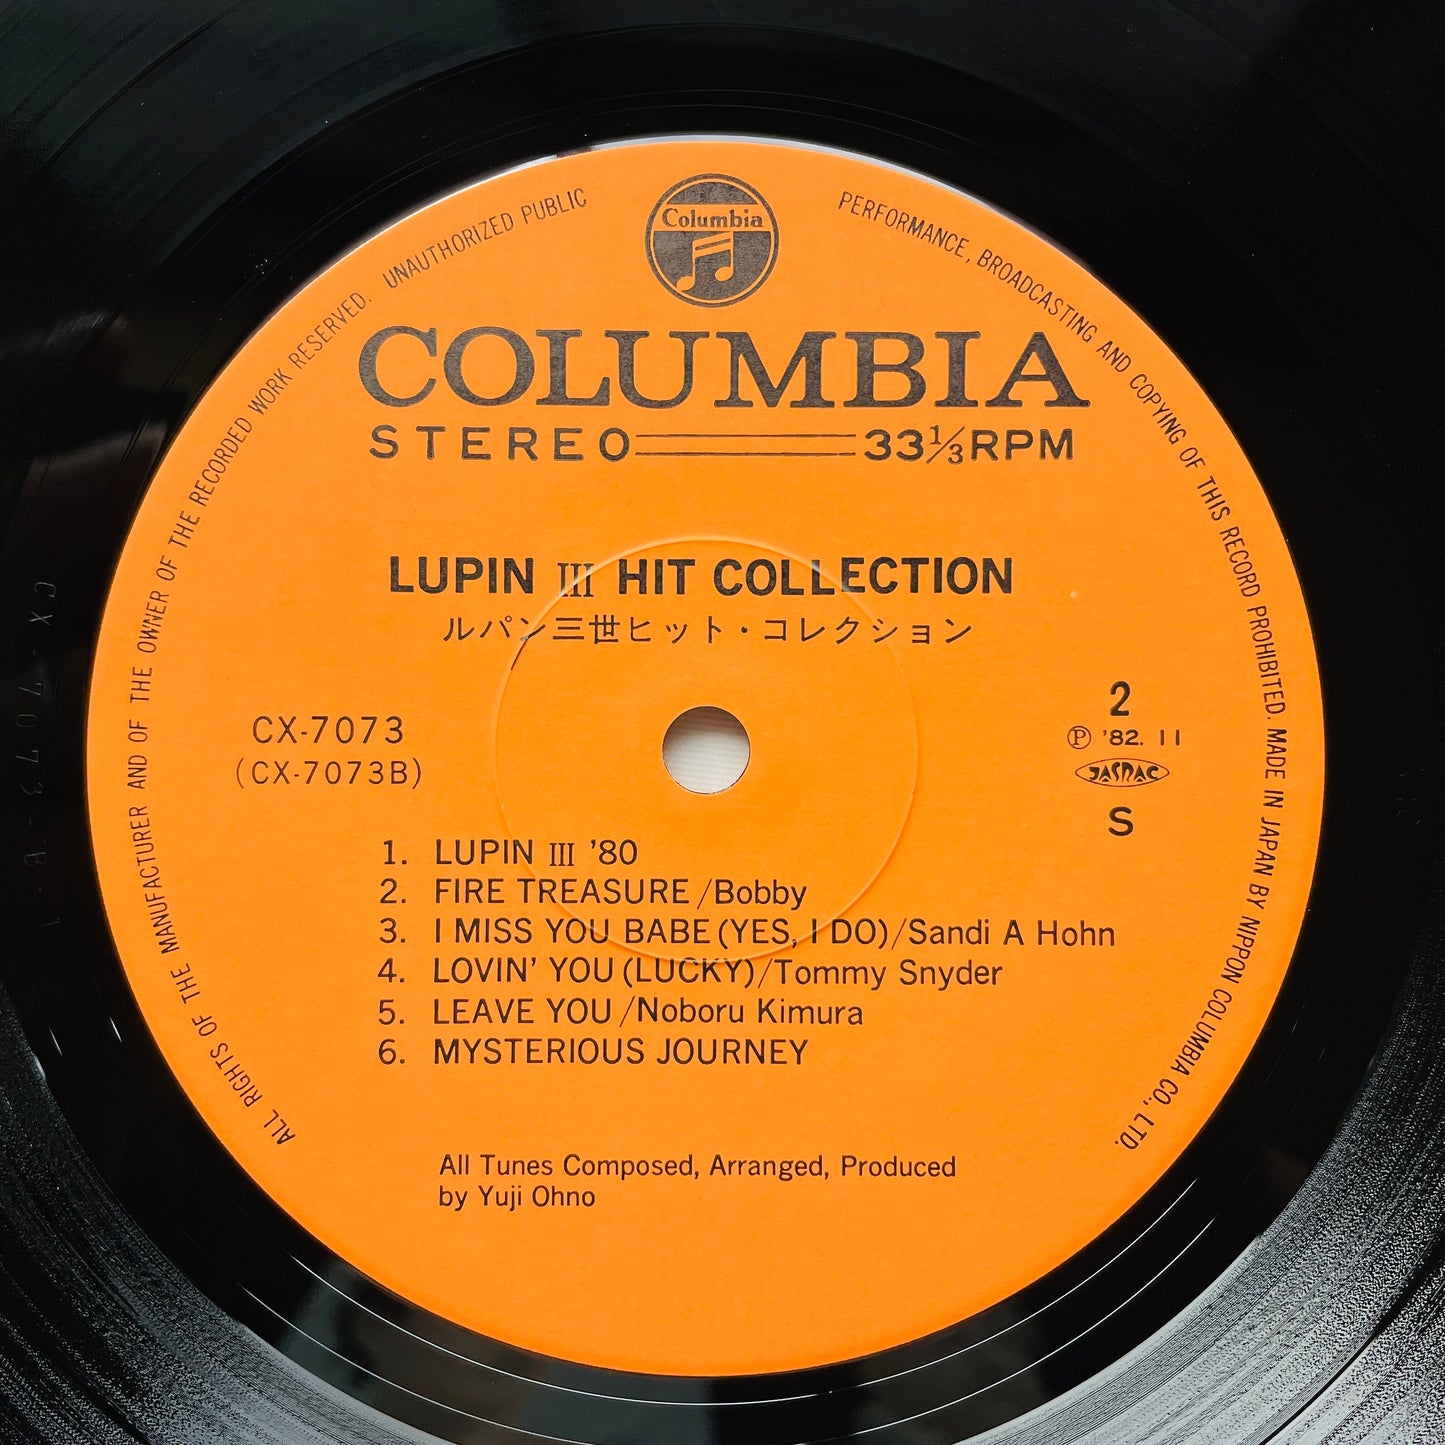 ALL RIGHTS OF THE MANUFACTURER AND OF THE OWNER OF THE RECORDED WORK RESERVED. UNAUTHORIZED PUBLIC PERFORMANCE, BROADCASTING AND COPYING OF THIS RECORD PROHIBITED. MADE IN JAPAN BY NIPPON COLUMBIA CO., LTD.
Columbia
COLUMBIA
STEREO 33⅓RPM
LUPIN III HIT COLLECTION
ルパン三世ヒット・コレクション
CX-7073
(CX-7073B)
2
Ⓟ '82. 11
JASRAC
S
1. LUPIN III '80
2. FIRE TREASURE/Bobby
3. I MISS YOU BABE(YES, I DO)/Sandi A Hohn
4. LOVIN' YOU(LUCKY)/Tommy Snyder
5. LEAVE YOU/Noboru Kimura
6. MYSTERIOUS JOURNEY
All Tunes Composed, Arranged, Produced
by Yuji Ohno
CX-7073-B-1